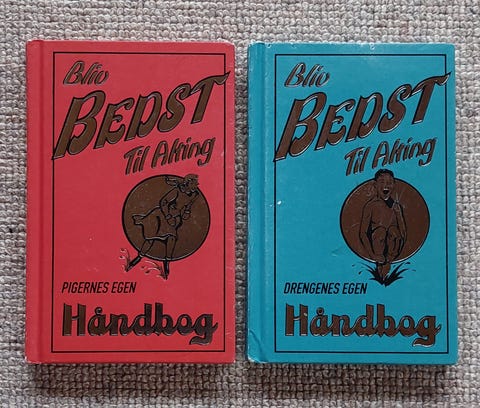 Bliv
BEDST
Til Alting
PIGERNES EGEN
Håndbog
Bliv
BEDST
Til Alting
DRENGENES EGEN
Håndbog